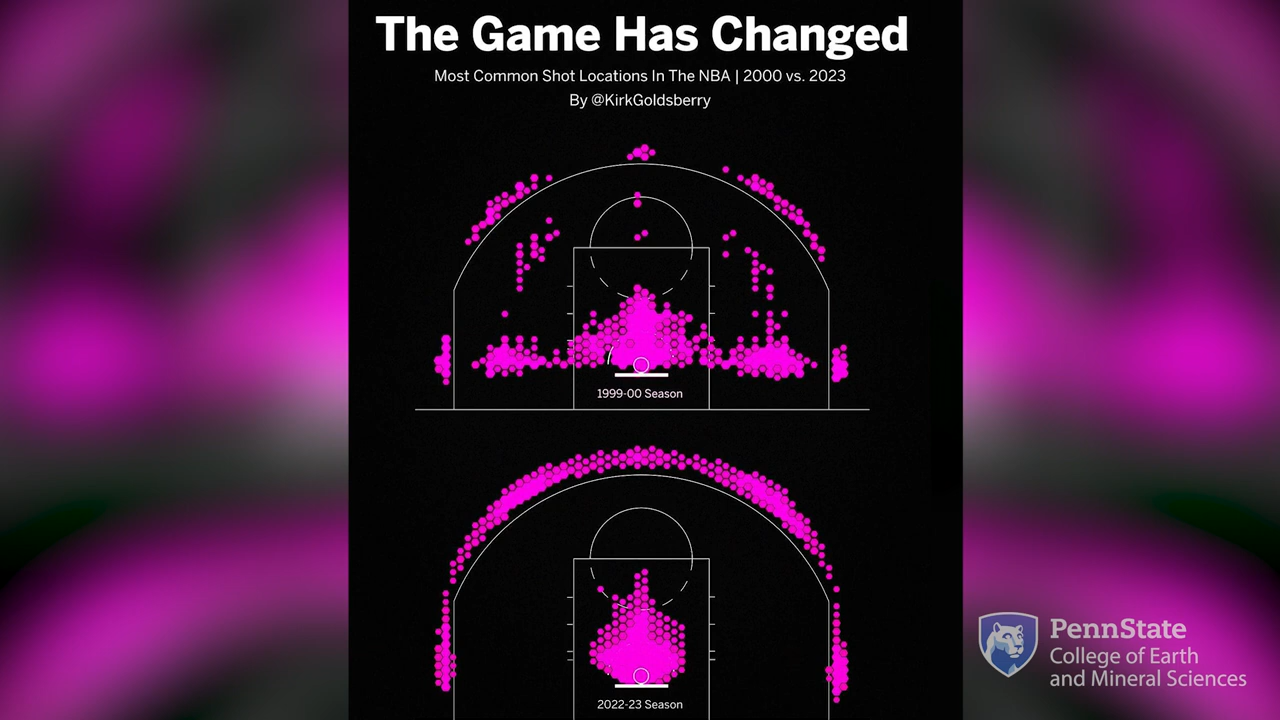 The Game Has Changed
Most Common Shot Locations In The NBA | 2000 vs. 2023
By @KirkGoldsberry
1999-00 Season
2022-23 Season
PennState
College of Earth
and Mineral Sciences